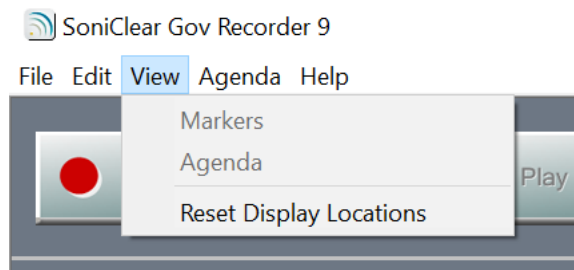 SoniClear Gov Recorder 9
File Edit View Agenda Help
Markers
Agenda
Play
Reset Display Locations